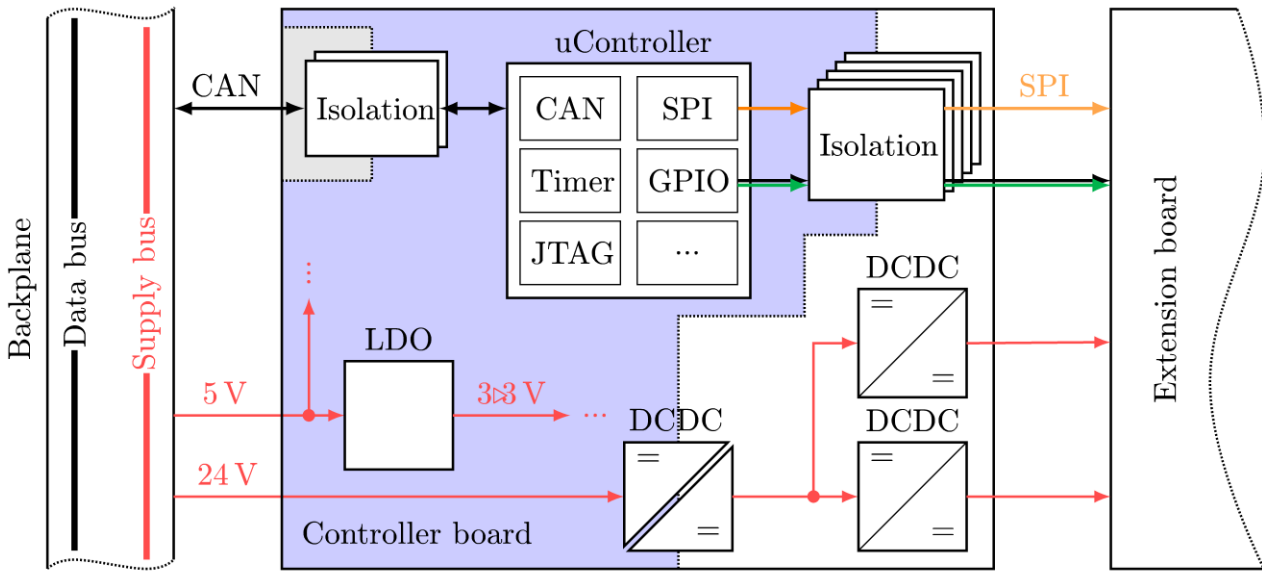 uController
CAN
Isolation
CAN
SPI
Isolation
SPI
Timer
GPIO
JTAG
...
Backplane
Data bus
Supply bus
Extension board
...
DCDC
=
=
LDO
5 V
3▹3 V
...
DCDC
=
=
DCDC
=
=
24 V
Controller board